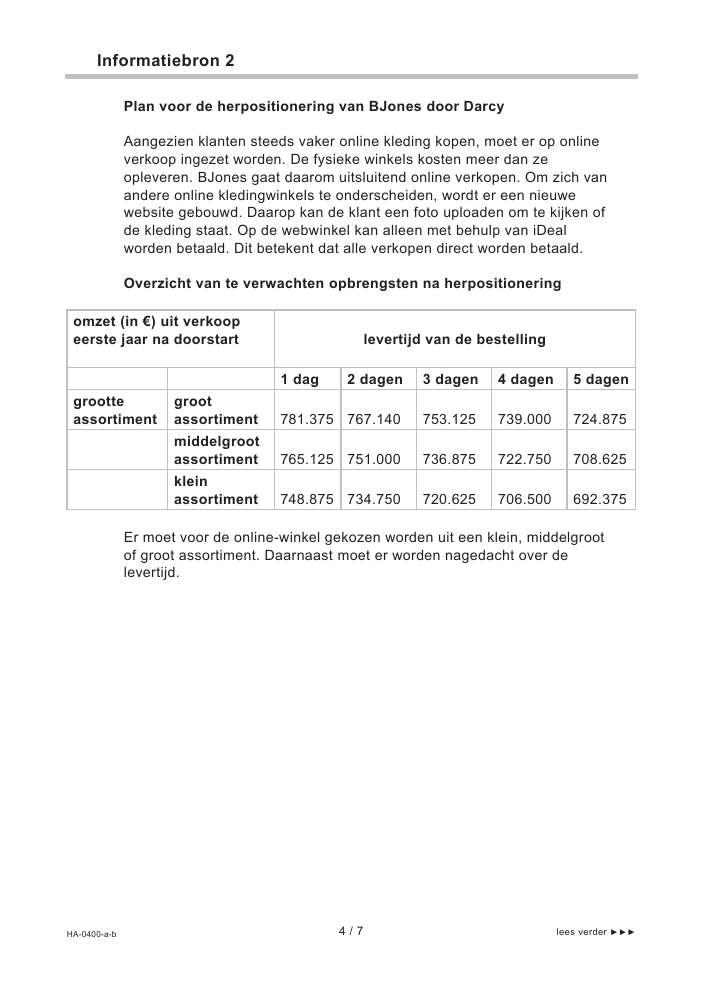 Informatiebron 2
Plan voor de herpositionering van BJones door Darcy
Aangezien klanten steeds vaker online kleding kopen, moet er op online
verkoop ingezet worden. De fysieke winkels kosten meer dan ze
opleveren. BJones gaat daarom uitsluitend online verkopen. Om zich van
andere online kledingwinkels te onderscheiden, wordt er een nieuwe
website gebouwd. Daarop kan de klant een foto uploaden om te kijken of
de kleding staat. Op de webwinkel kan alleen met behulp van iDeal
worden betaald. Dit betekent dat alle verkopen direct worden betaald.
Overzicht van te verwachten opbrengsten na herpositionering
omzet (in €) uit verkoop
eerste jaar na doorstart levertijd van de bestelling
1 dag 2 dagen 3 dagen 4 dagen 5 dagen
grootte groot
assortiment assortiment 781.375 767.140 753.125 739.000 724.875
middelgroot
assortiment 765.125 751.000 736.875 722.750 708.625
klein
assortiment 748.875 734.750 720.625 706.500 692.375
Er moet voor de online-winkel gekozen worden uit een klein, middelgroot
of groot assortiment. Daarnaast moet er worden nagedacht over de
levertijd.
HA-0400-a-b 4 / 7 lees verder ►►►